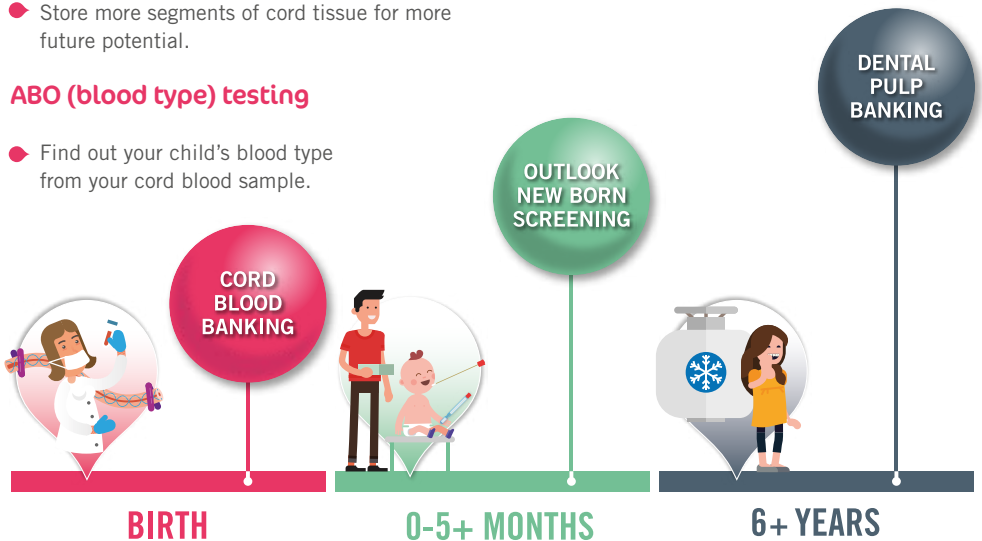 Store more segments of cord tissue for more
future potential.
ABO (blood type) testing
Find out your child’s blood type
from your cord blood sample.
CORD
BLOOD
BANKING
OUTLOOK
NEW BORN
SCREENING
DENTAL
PULP
BANKING
BIRTH
0-5+ MONTHS
6+ YEARS